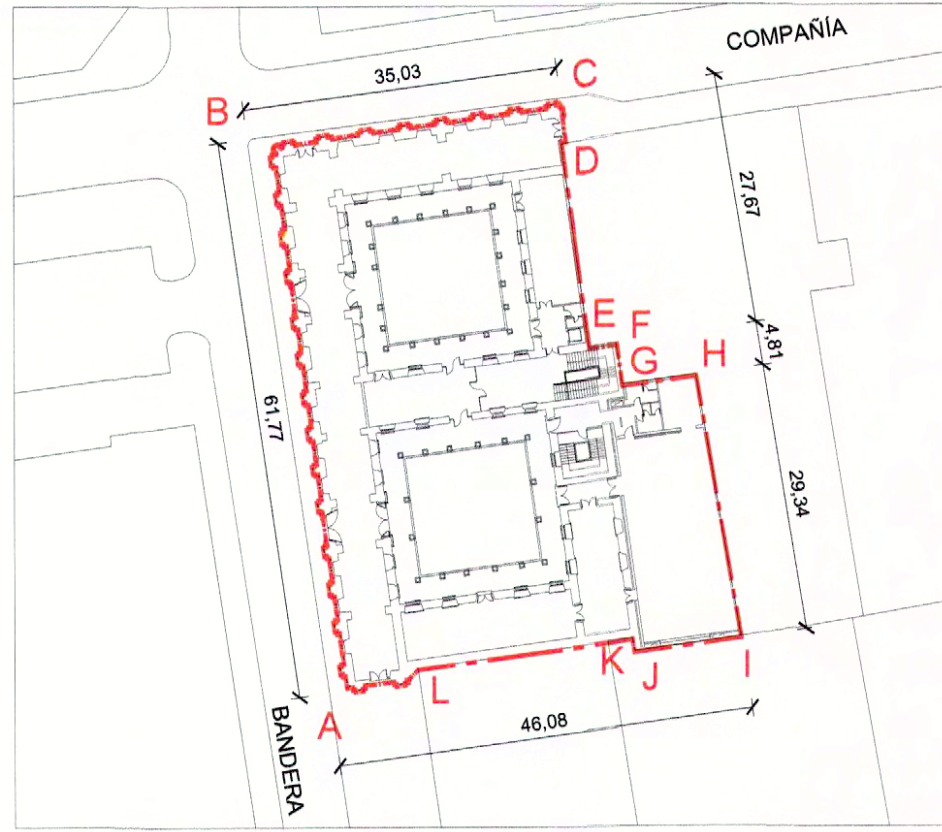 COMPAÑÍA
35,03
C
B
D
27,67
E
F
4,81
G
H
61,77
29,34
K
J
I
L
A
46,08
BANDERA